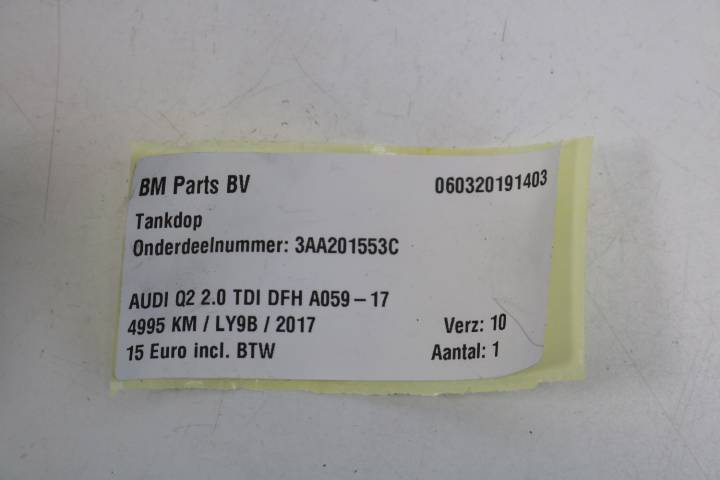 BM Parts BV 060320191403
Tankdop
Onderdeelnummer: 3AA201553C
AUDI Q2 2.0 TDI DFH A059-17
4995 KM / LY9B / 2017 Verz: 10
15 Euro incl. BTW Aantal: 1